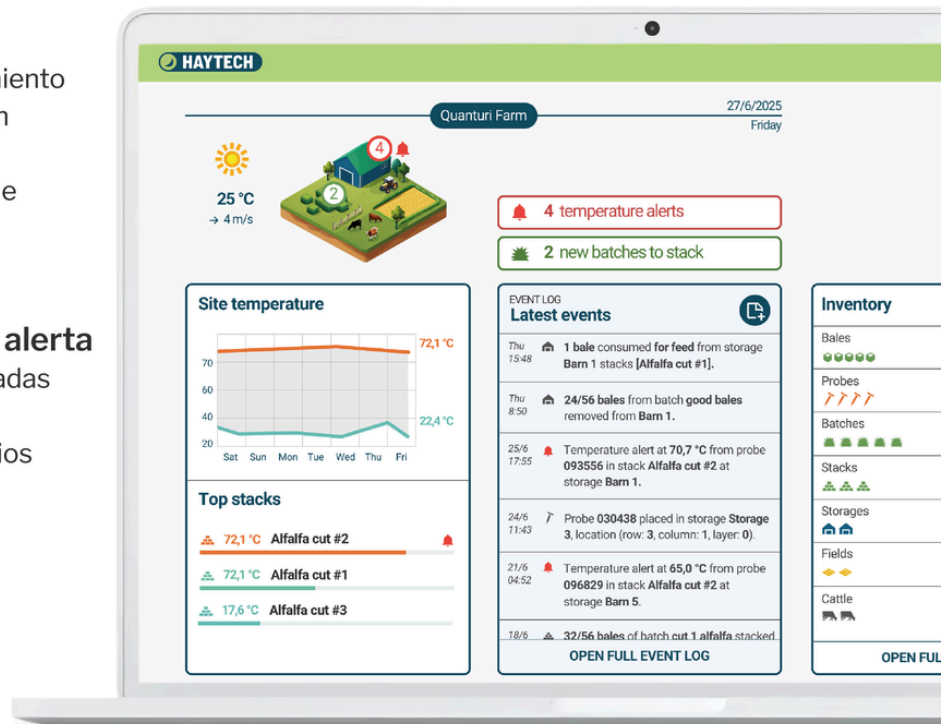 miento
n
e
alerta
adas
ios
HAYTECH
Quanturi Farm
27/6/2025
Friday
25 °C
→ 4 m/s
4
2
4 temperature alerts
2 new batches to stack
Site temperature
70
60
40
20
72,1 °C
22,4 °C
Sat Sun Mon Tue Wed Thu Fri
Top stacks
72,1 °C Alfalfa cut #2
72,1 °C Alfalfa cut #1
17,6 °C Alfalfa cut #3
EVENT LOG
Latest events
Thu
15:48
1 bale consumed for feed from storage
Barn 1 stacks [Alfalfa cut #1].
Thu
8:50
24/56 bales from batch good bales
removed from Barn 1.
25/6
17:55
Temperature alert at 70,7 °C from probe
093556 in stack Alfalfa cut #2 at
storage Barn 1.
24/6
11:43
Probe 030438 placed in storage Storage
3, location (row: 3, column: 1, layer: 0).
21/6
04:52
Temperature alert at 65,0 °C from probe
096829 in stack Alfalfa cut #2 at
storage Barn 5.
18/6
32/56 bales of batch cut 1 alfalfa stacked
OPEN FULL EVENT LOG
Inventory
Bales
Probes
Batches
Stacks
Storages
Fields
Cattle
OPEN FUL